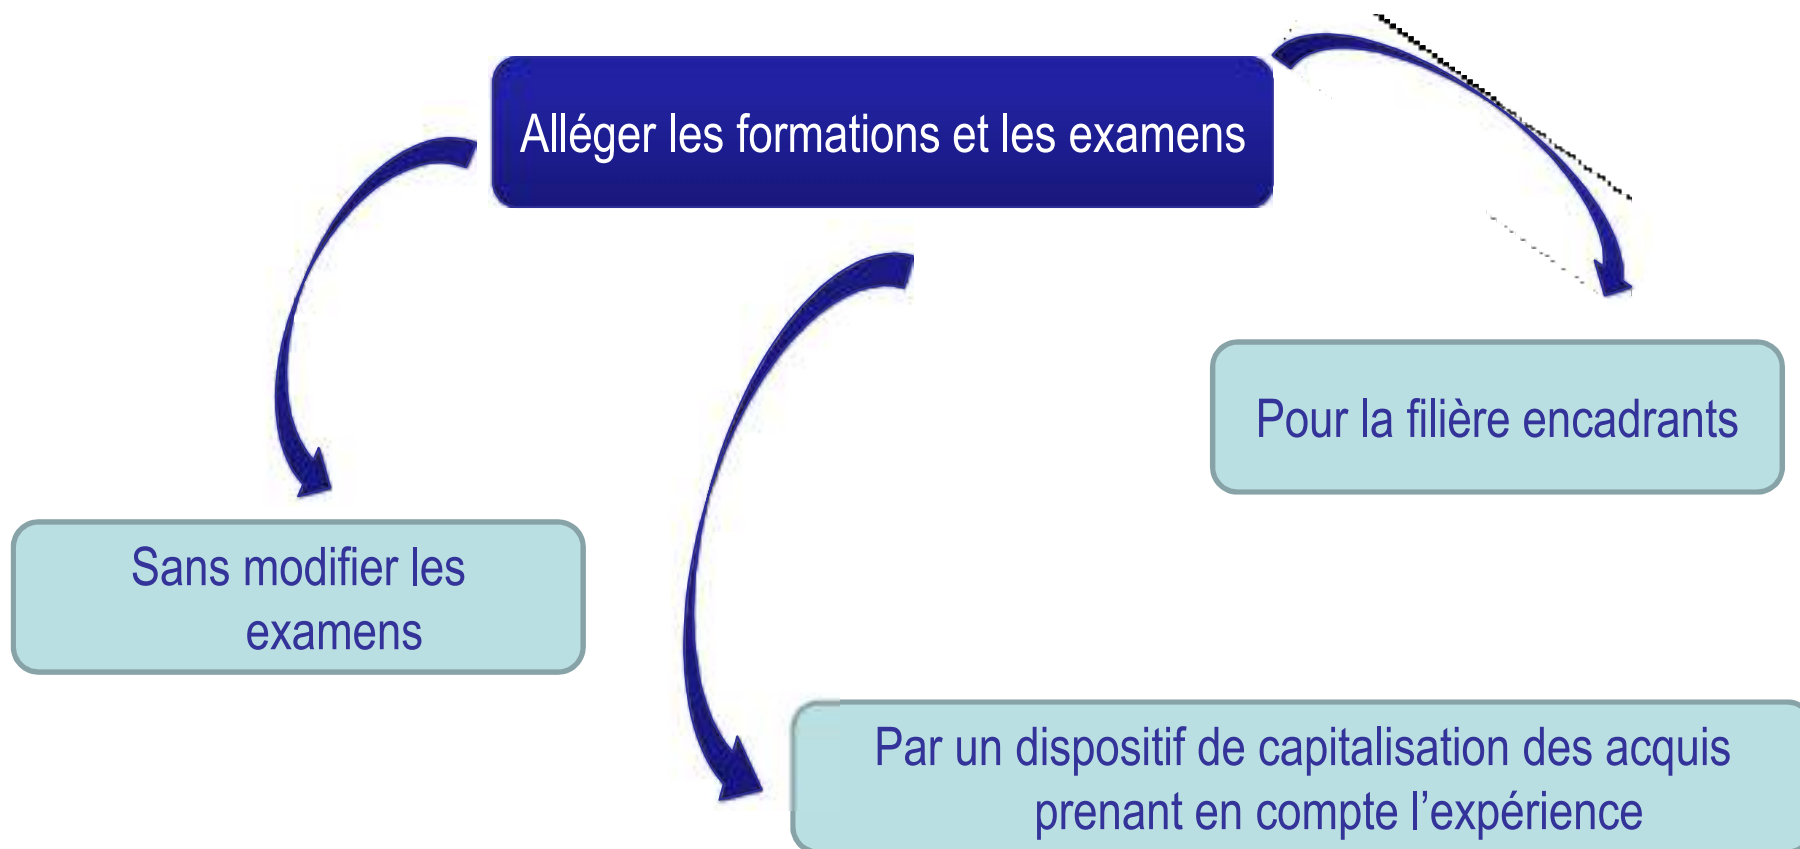 Alléger les formations et les examens
Pour la filière encadrants
Sans modifier les
examens
Par un dispositif de capitalisation des acquis
prenant en compte l’expérience